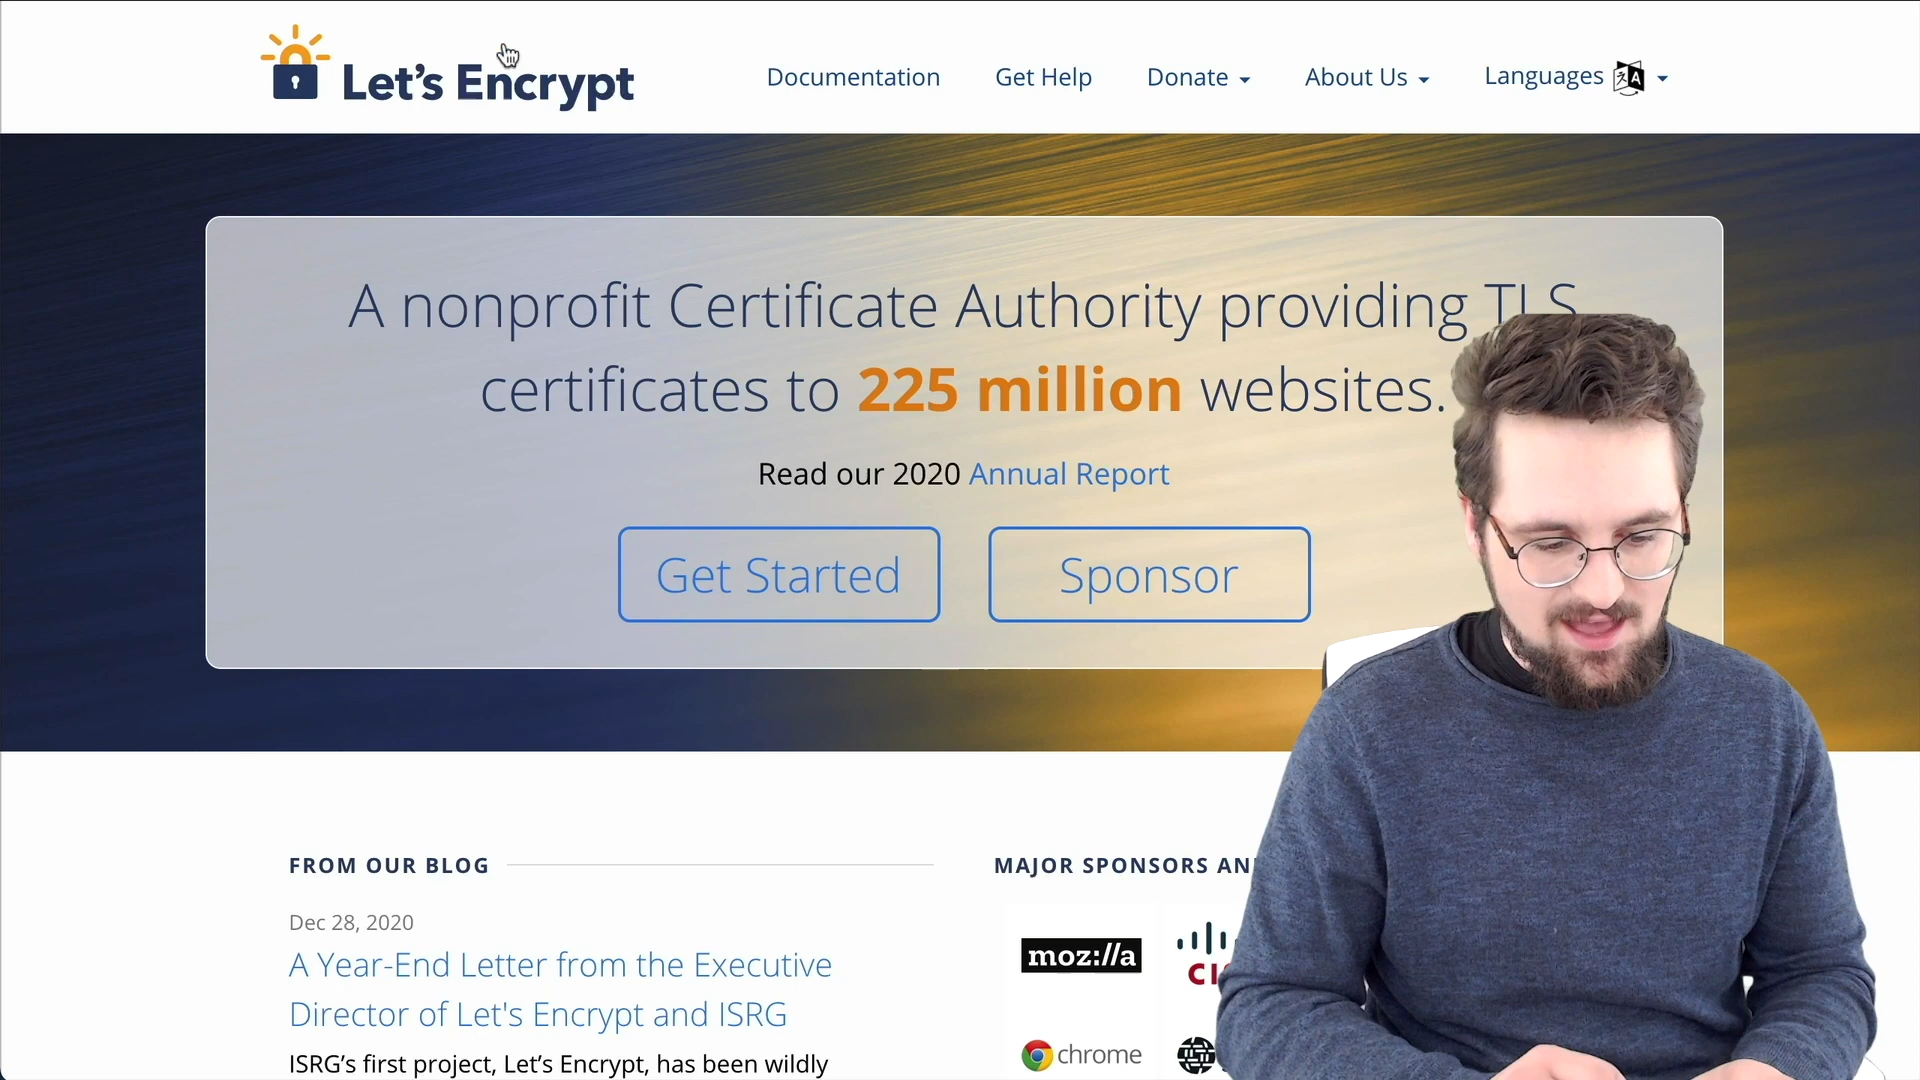 Let's Encrypt
Documentation
Get Help
Donate
About Us
Languages
A nonprofit Certificate Authority providing TLS
certificates to 225 million websites.
Read our 2020 Annual Report
Get Started
Sponsor
FROM OUR BLOG
Dec 28, 2020
A Year-End Letter from the Executive
Director of Let's Encrypt and ISRG
ISRG’s first project, Let’s Encrypt, has been wildly
MAJOR SPONSORS
moz://a
chrome